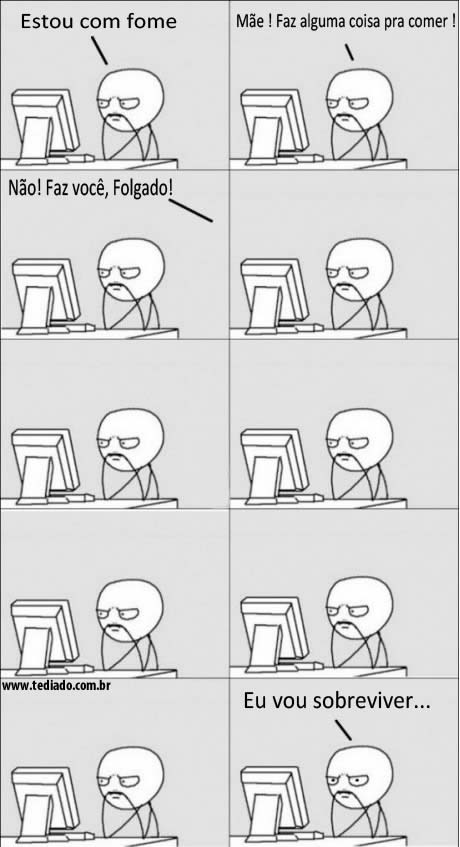 Estou com fome
Mãe ! Faz alguma coisa pra comer !
Não! Faz você, Folgado!
www.tediado.com.br
Eu vou sobreviver...